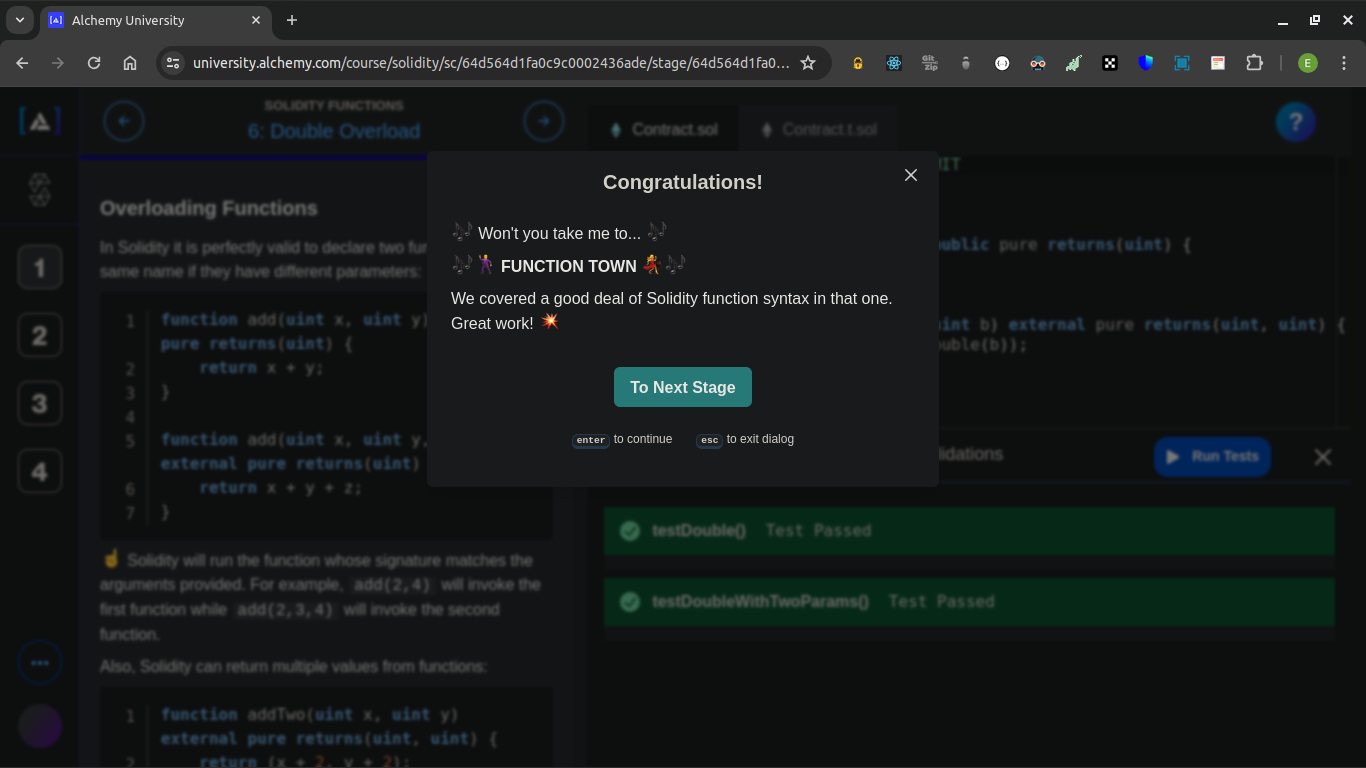 Alchemy University
university.alchemy.com/course/solidity/sc/64d564d1fa0c9c0002436ade/stage/64d564d1fa0...
Git
Zip
E
SOLIDITY FUNCTIONS
6: Double Overload
Contract.sol
Contract.t.sol
?
1
2
3
4
Overloading Functions
In Solidity it is perfectly valid to declare two
same name if they have different parameters:
1 function add(uint x, uint y)
pure returns(uint) {
2 return x + y;
3 }
4
5 function add(uint x, uint y,
external pure returns(uint)
6 return x + y + z;
7 }
☝ Solidity will run the function whose signature matches the
arguments provided. For example, add(2,4) will invoke the
first function while add(2,3,4) will invoke the second
function.
Also, Solidity can return multiple values from functions:
1 function addTwo(uint x, uint y)
external pure returns(uint, uint) {
2 return (x + 2, y + 2);
Congratulations!
🎶 Won't you take me to... 🎶
🎶🕺 FUNCTION TOWN 💃🎶
We covered a good deal of Solidity function syntax in that one.
Great work! 💥
To Next Stage
enter to continue
esc to exit dialog
MIT
public pure returns(uint) {
uint b) external pure returns(uint, uint) {
double(b));
Run Tests
testDouble() Test Passed
testDoubleWithTwoParams() Test Passed